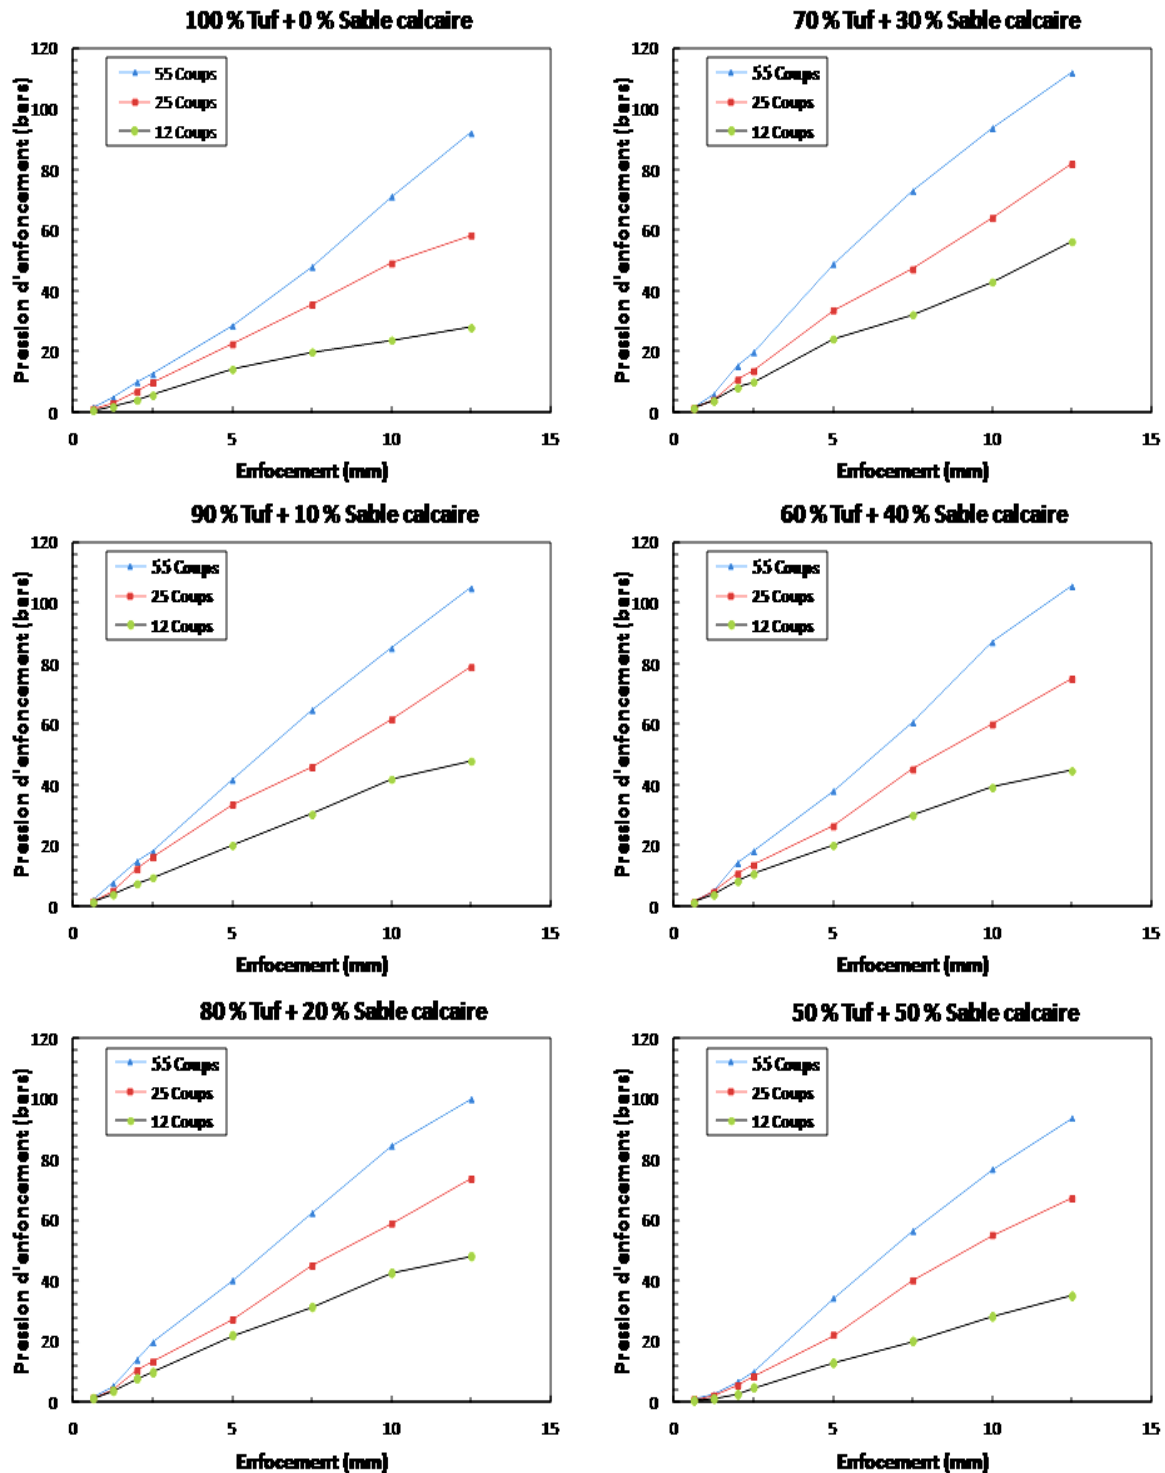 100 % Tuf + 0 % Sable calcaire
Pression d'enfoncement (bars)
120
100
80
60
40
20
0
55 Coups
25 Coups
12 Coups
0 5 10 15
Enfocement (mm)
70 % Tuf + 30 % Sable calcaire
Pression d'enfoncement (bars)
120
100
80
60
40
20
0
55 Coups
25 Coups
12 Coups
0 5 10 15
Enfocement (mm)
90 % Tuf + 10 % Sable calcaire
Pression d'enfoncement (bars)
120
100
80
60
40
20
0
55 Coups
25 Coups
12 Coups
0 5 10 15
Enfocement (mm)
60 % Tuf + 40 % Sable calcaire
Pression d'enfoncement (bars)
120
100
80
60
40
20
0
55 Coups
25 Coups
12 Coups
0 5 10 15
Enfocement (mm)
80 % Tuf + 20 % Sable calcaire
Pression d'enfoncement (bars)
120
100
80
60
40
20
0
55 Coups
25 Coups
12 Coups
0 5 10 15
Enfocement (mm)
50 % Tuf + 50 % Sable calcaire
Pression d'enfoncement (bars)
120
100
80
60
40
20
0
55 Coups
25 Coups
12 Coups
0 5 10 15
Enfocement (mm)